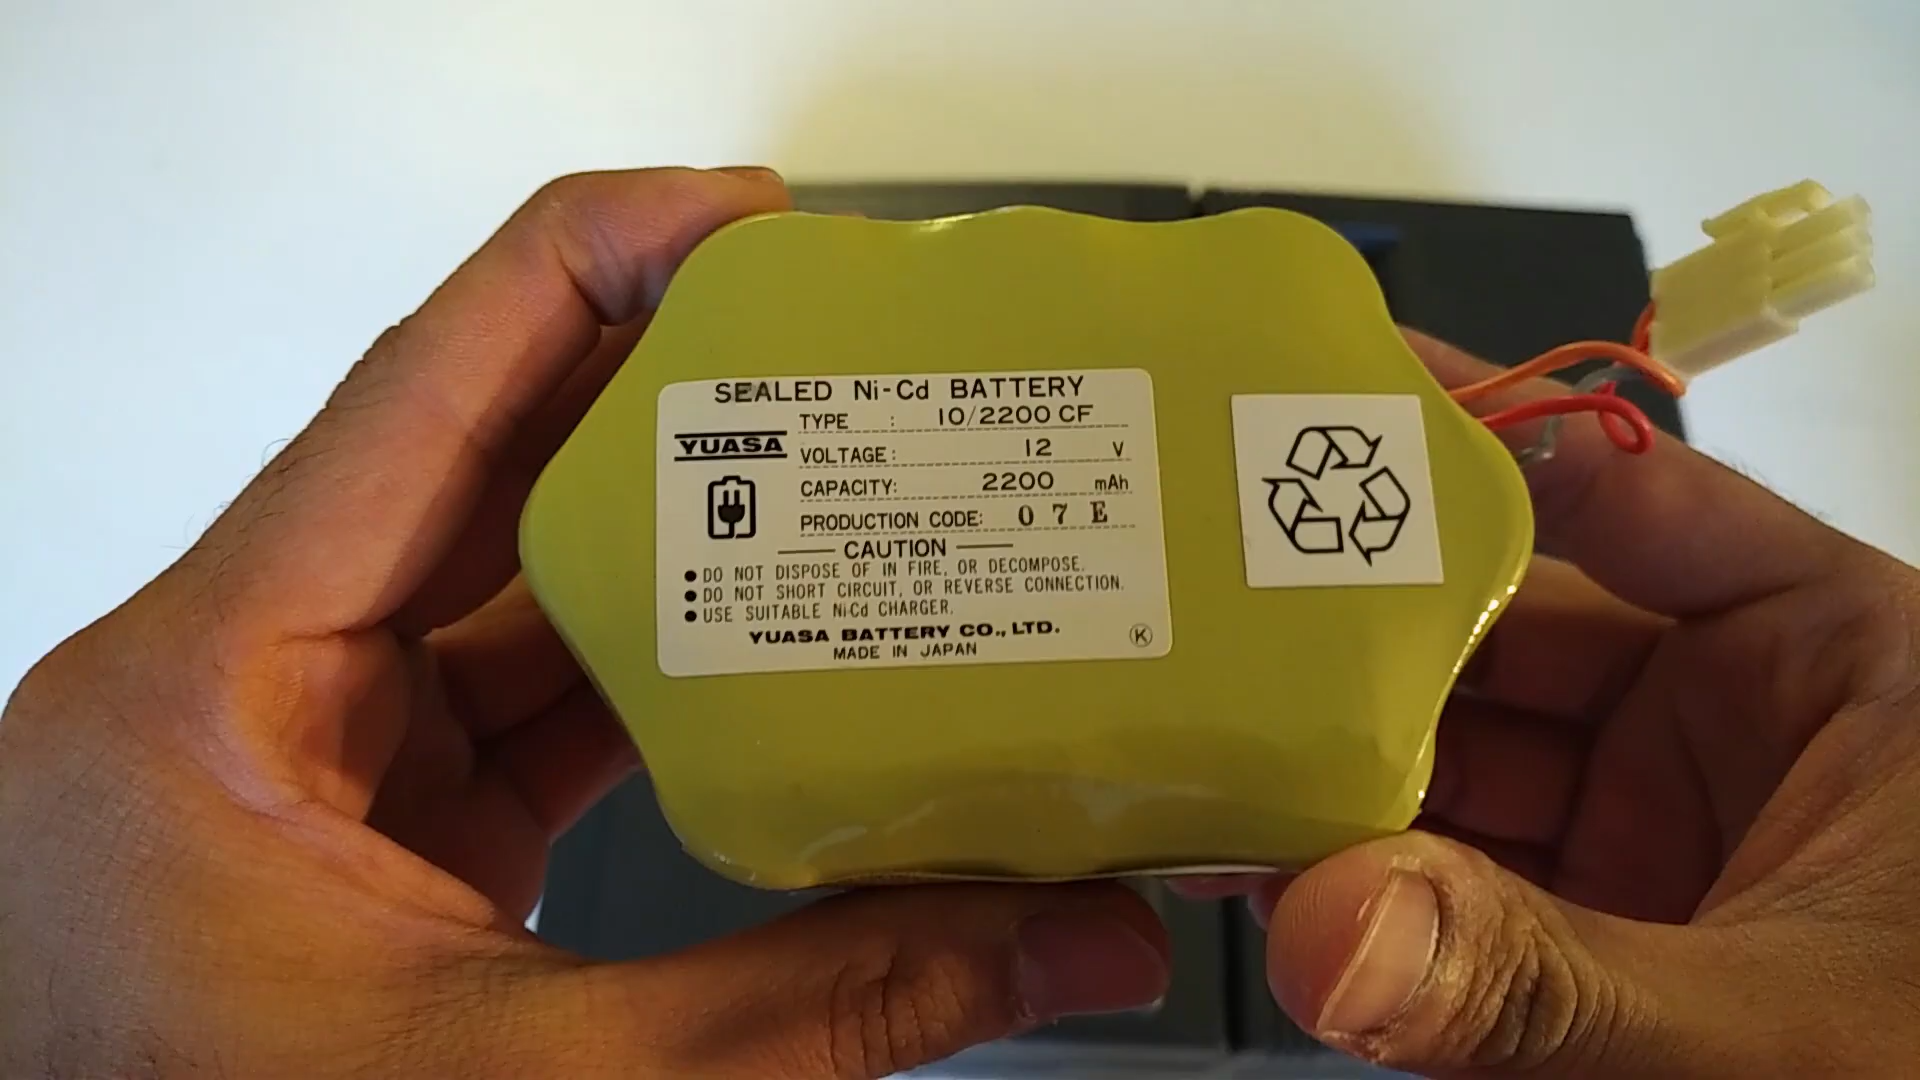 SEALED Ni-Cd BATTERY
YUASA
TYPE : 10/2200 CF
VOLTAGE: 12 V
CAPACITY: 2200 mAh
PRODUCTION CODE: 0 7 E
CAUTION
● DO NOT DISPOSE OF IN FIRE, OR DECOMPOSE.
● DO NOT SHORT CIRCUIT, OR REVERSE CONNECTION.
● USE SUITABLE Ni-Cd CHARGER.
YUASA BATTERY CO., LTD.
MADE IN JAPAN
Ⓚ